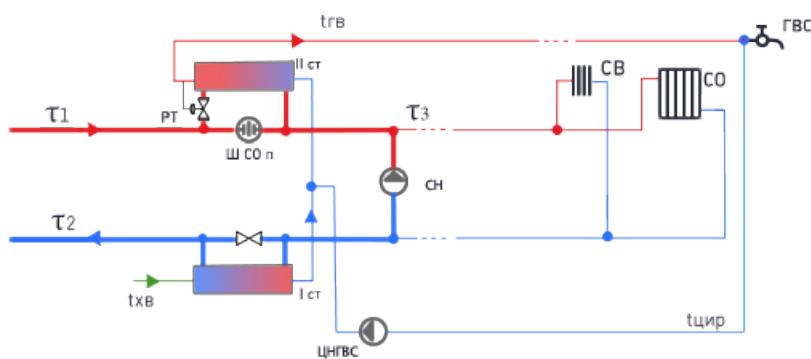 tгв
ГВС
II ст
СВ
СО
τ1
РТ
τ3
Ш СО п
СН
τ2
I ст
tхв
tцир
ЦНГВС